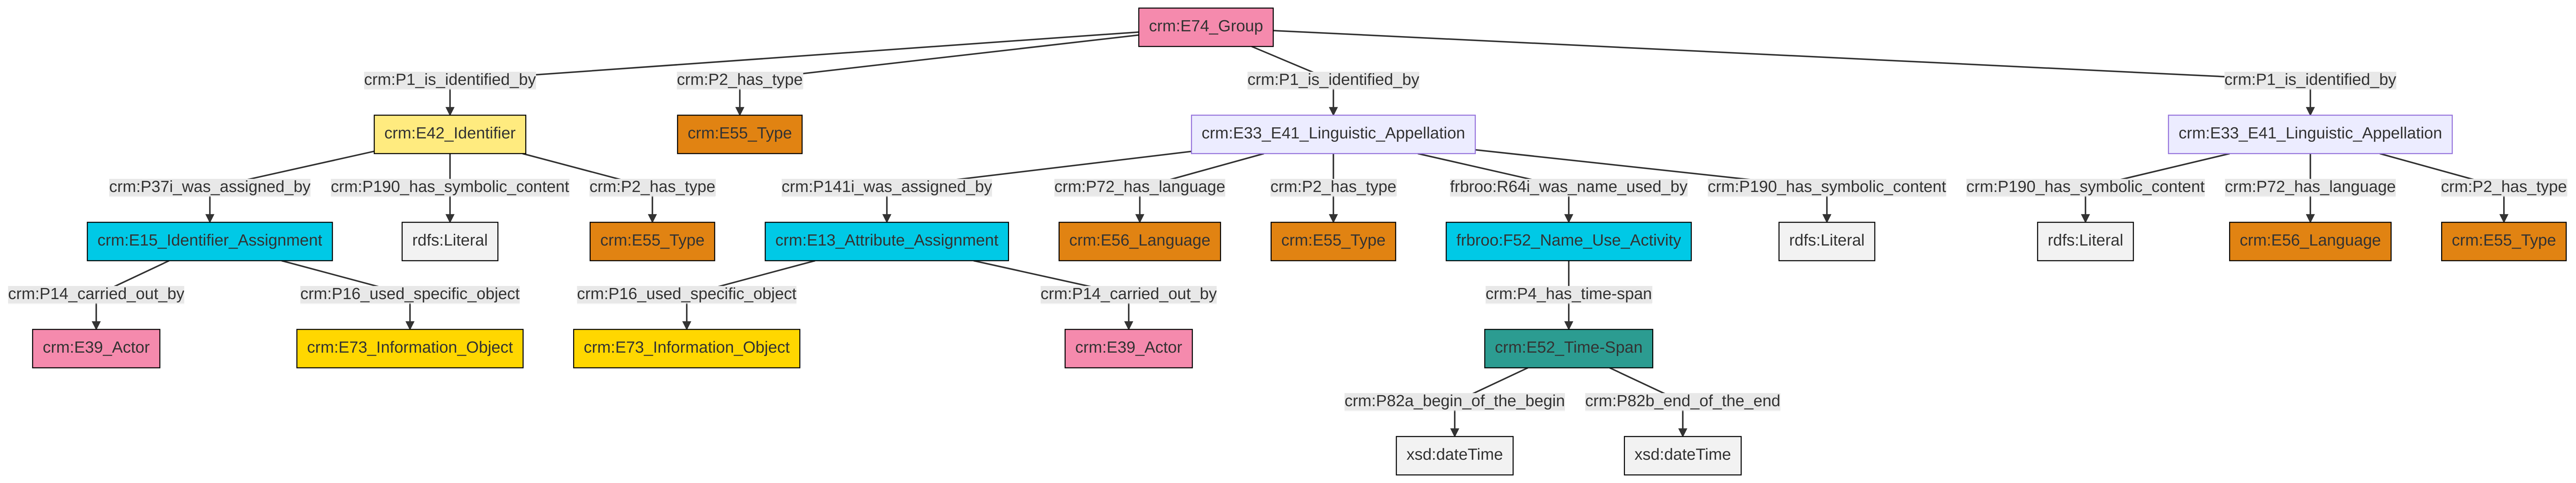 crm:E74_Group
crm:P1_is_identified_by crm:P2_has_type crm:P1_is_identified_by crm:P1_is_identified_by
crm:E42_Identifier crm:E55_Type crm:E33_E41_Linguistic_Appellation crm:E33_E41_Linguistic_Appellation
crm:P37i_was_assigned_by crm:P190_has_symbolic_content crm:P2_has_type crm:P141i_was_assigned_by crm:P72_has_language crm:P2_has_type frbroo:R64i_was_name_used_by crm:P190_has_symbolic_content crm:P190_has_symbolic_content crm:P72_has_language crm:P2_has_type
crm:E15_Identifier_Assignment rdfs:Literal crm:E55_Type crm:E13_Attribute_Assignment crm:E56_Language crm:E55_Type frbroo:F52_Name_Use_Activity rdfs:Literal rdfs:Literal crm:E56_Language crm:E55_Type
crm:P14_carried_out_by crm:P16_used_specific_object crm:P16_used_specific_object crm:P14_carried_out_by crm:P4_has_time-span
crm:E39_Actor crm:E73_Information_Object crm:E73_Information_Object crm:E39_Actor crm:E52_Time-Span
crm:P82a_begin_of_the_begin crm:P82b_end_of_the_end
xsd:dateTime xsd:dateTime